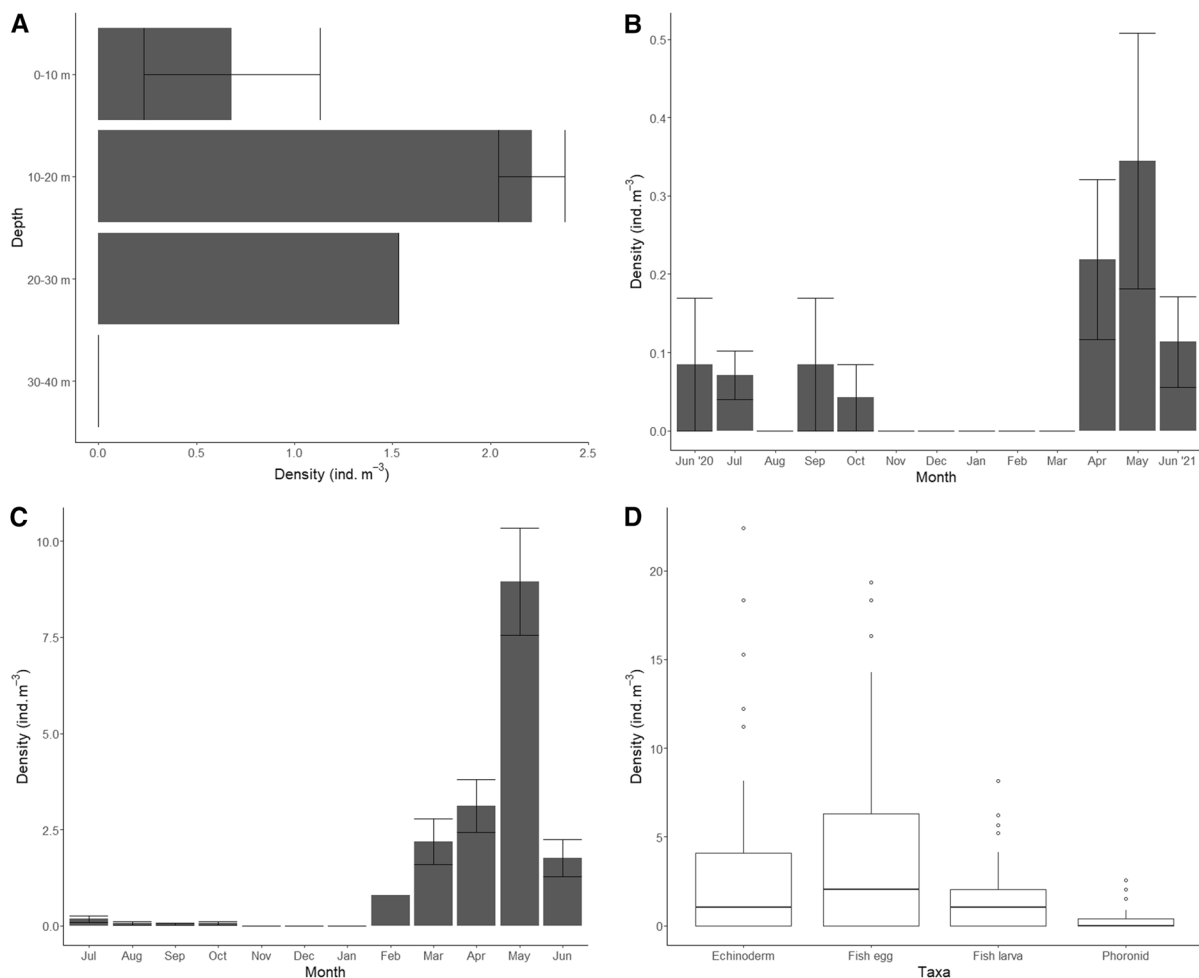 A
0-10 m
10-20 m
20-30 m
30-40 m
Depth
0.0 0.5 1.0 1.5 2.0 2.5
Density (ind. m⁻³)
B
0.5
0.4
0.3
0.2
0.1
0.0
Density (ind. m⁻³)
Jun '20 Jul Aug Sep Oct Nov Dec Jan Feb Mar Apr May Jun '21
Month
C
10.0
7.5
5.0
2.5
0.0
Density (ind. m⁻³)
Jul Aug Sep Oct Nov Dec Jan Feb Mar Apr May Jun
Month
D
20
15
10
5
0
Density (ind. m⁻³)
Echinoderm Fish egg Fish larva Phoronid
Taxa